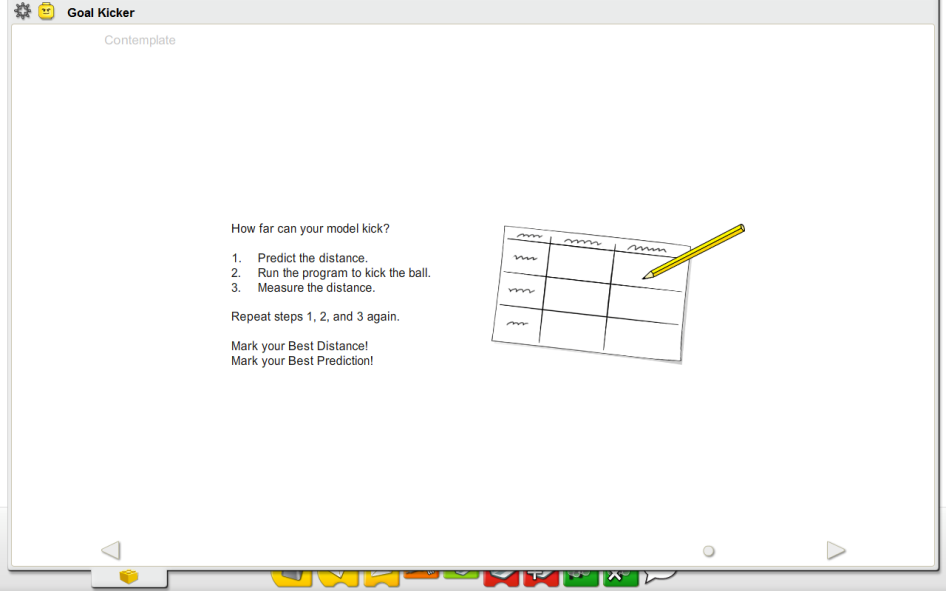 Goal Kicker
Contemplate
How far can your model kick?
1. Predict the distance.
2. Run the program to kick the ball.
3. Measure the distance.
Repeat steps 1, 2, and 3 again.
Mark your Best Distance!
Mark your Best Prediction!